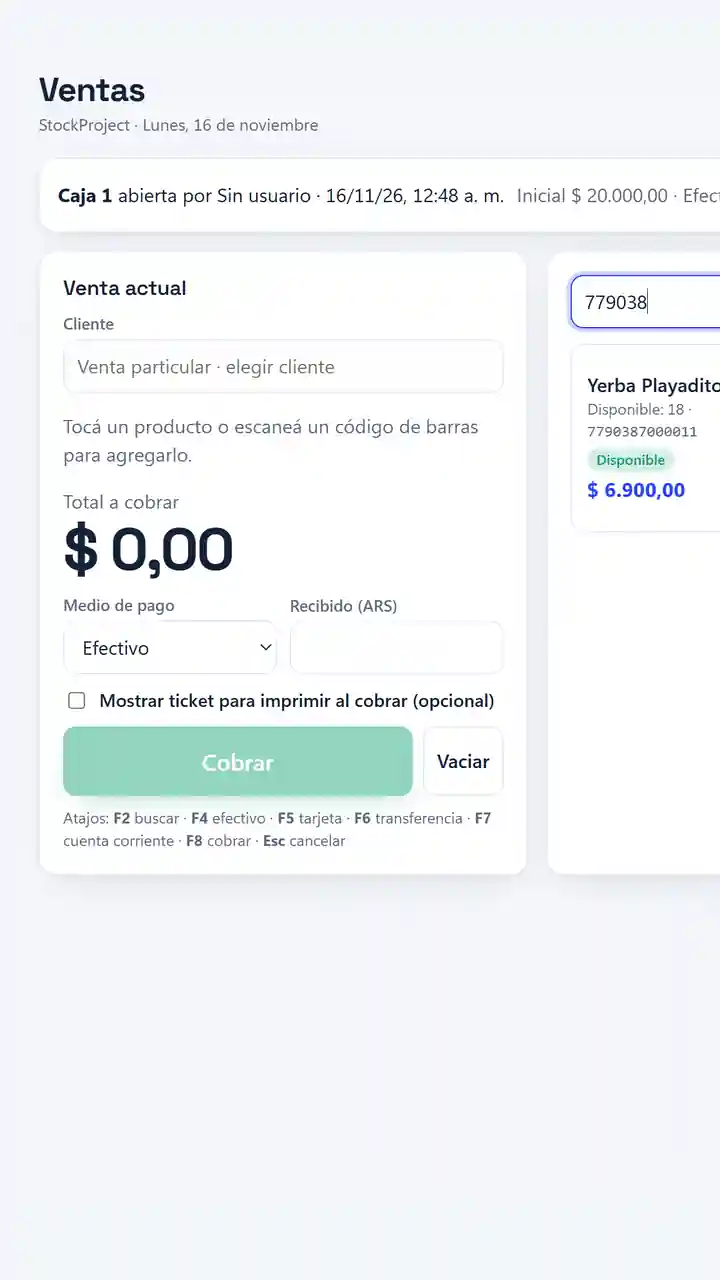 Ventas
StockProject · Lunes, 16 de noviembre
Caja 1 abierta por Sin usuario · 16/11/26, 12:48 a. m. Inicial $ 20.000,00 · Efect
Venta actual
Cliente
Venta particular · elegir cliente
Tocá un producto o escaneá un código de barras
para agregarlo.
Total a cobrar
$ 0,00
Medio de pago
Recibido (ARS)
Efectivo
Mostrar ticket para imprimir al cobrar (opcional)
Cobrar
Vaciar
Atajos: F2 buscar · F4 efectivo · F5 tarjeta · F6 transferencia · F7
cuenta corriente · F8 cobrar · Esc cancelar
779038
Yerba Playadito
Disponible: 18 ·
7790387000011
Disponible
$ 6.900,00